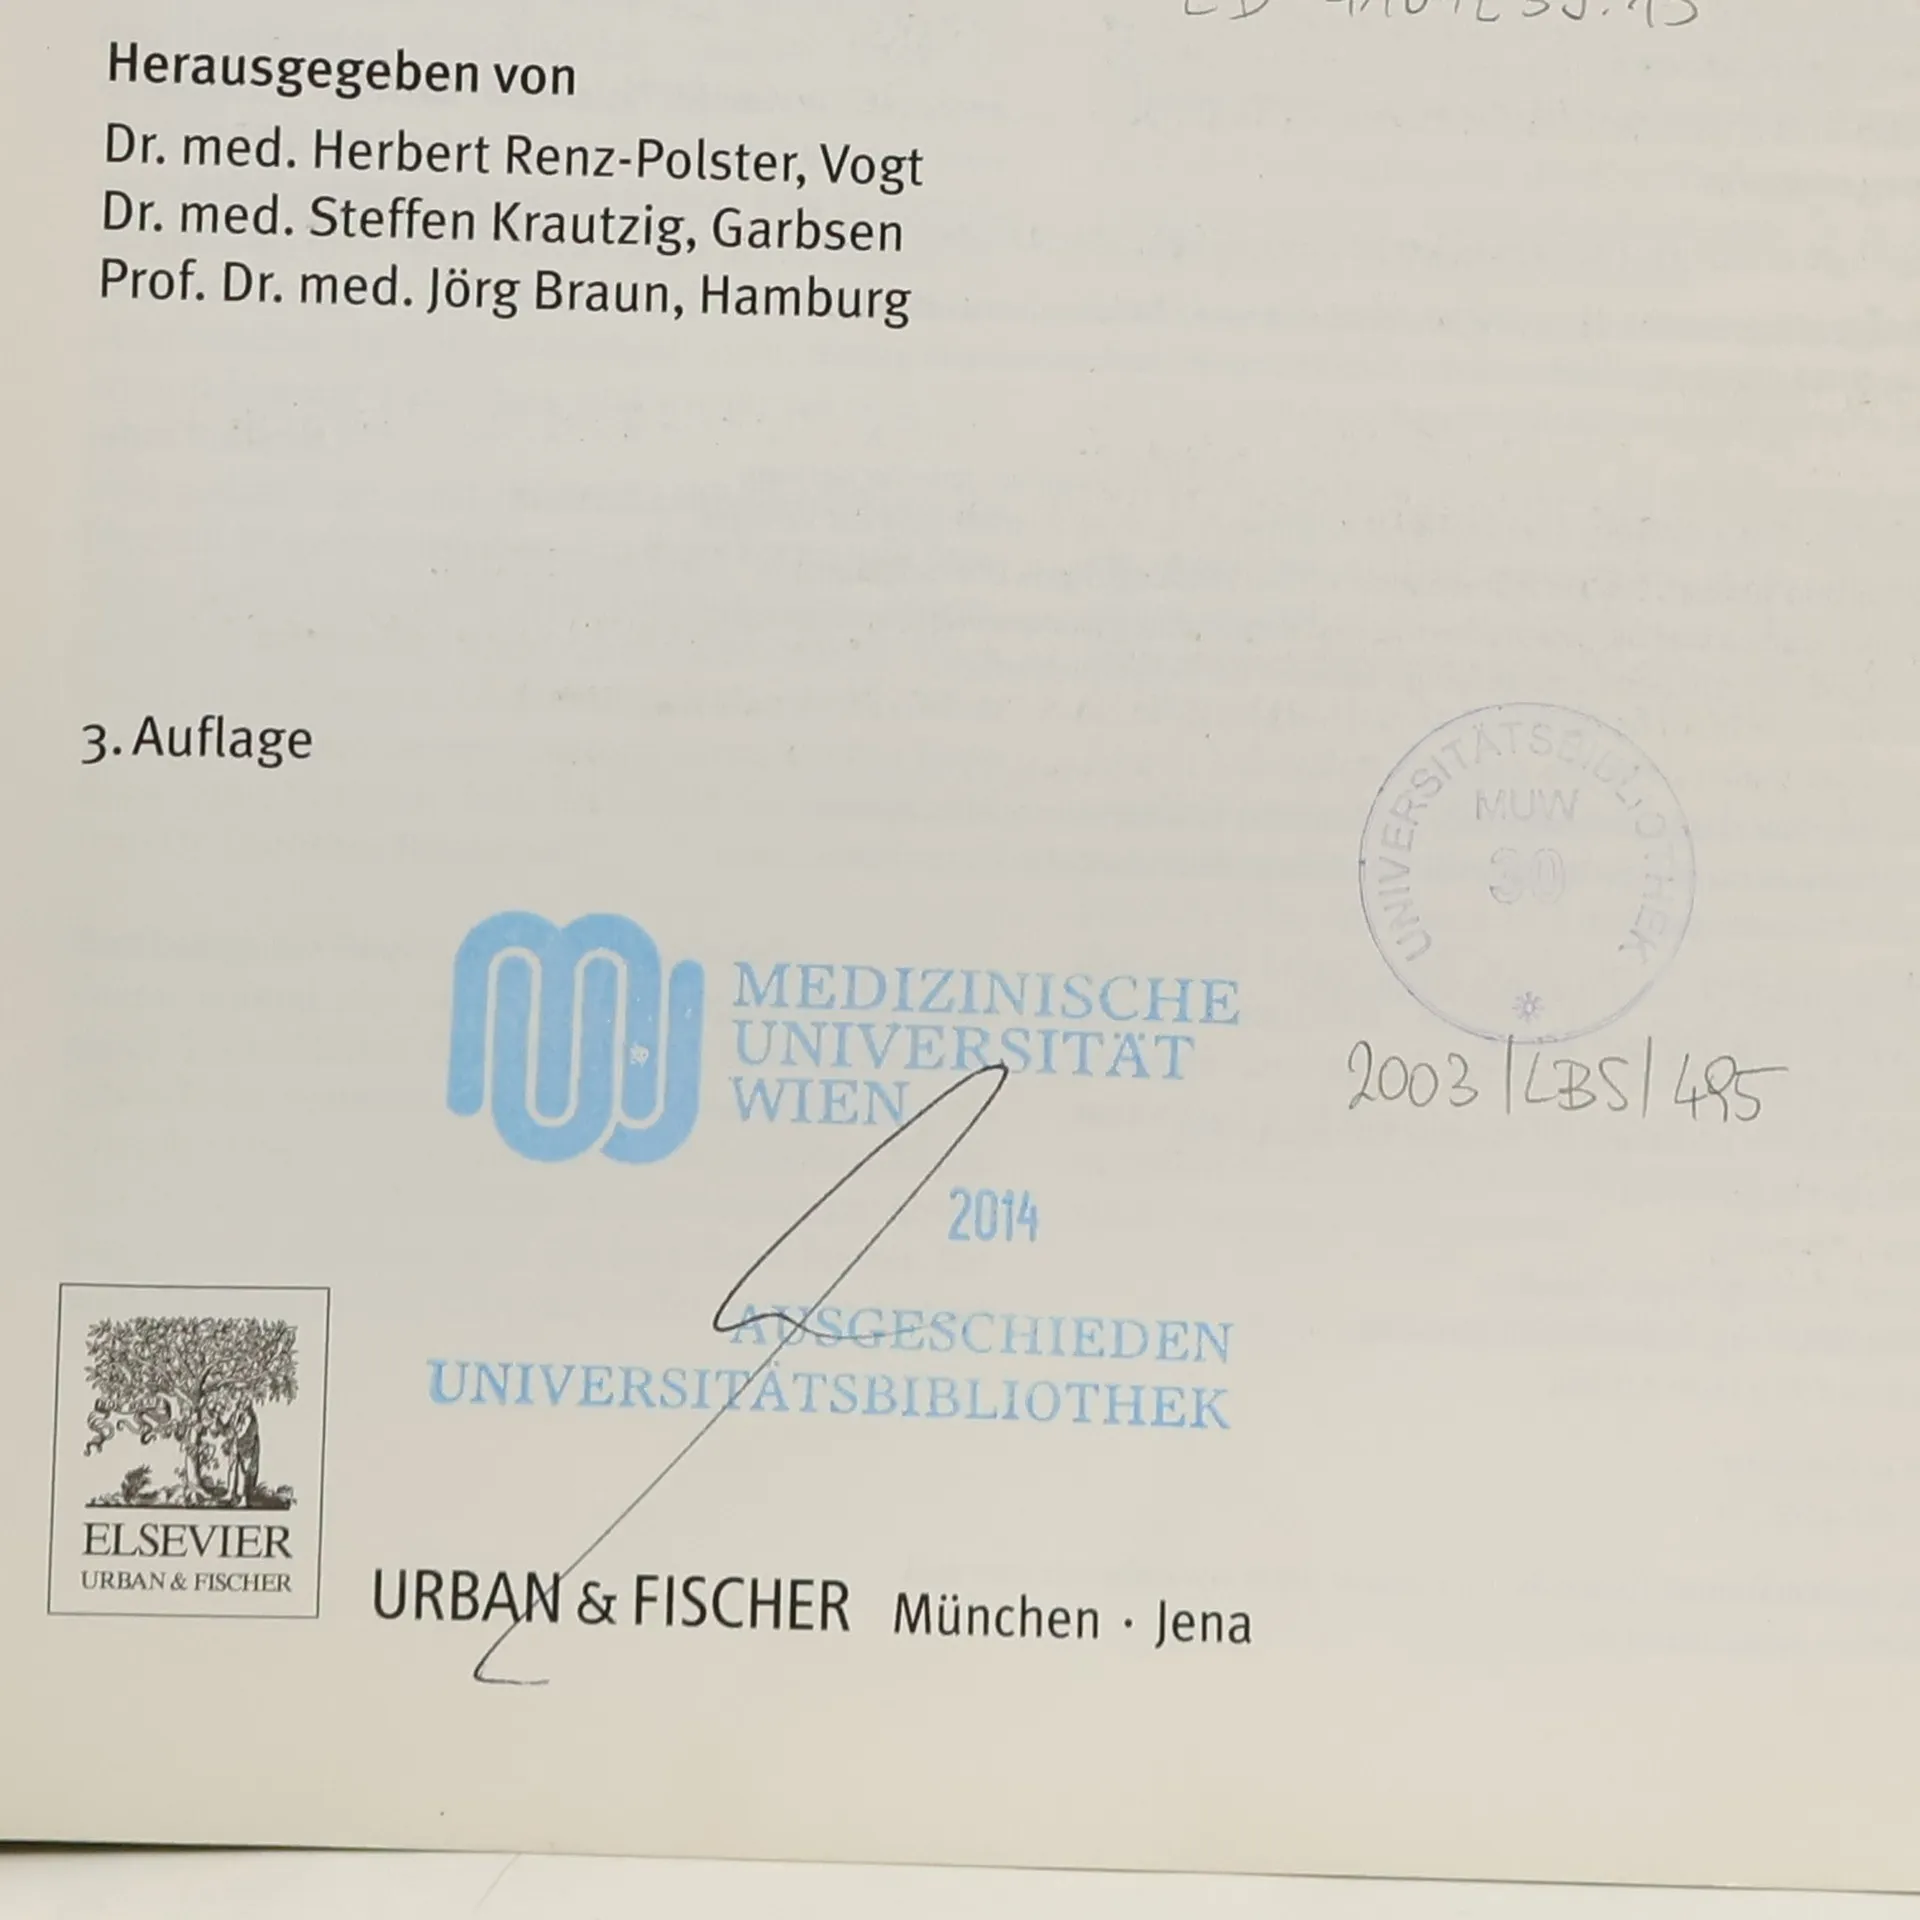 Herausgegeben von
Dr. med. Herbert Renz-Polster, Vogt
Dr. med. Steffen Krautzig, Garbsen
Prof. Dr. med. Jörg Braun, Hamburg
3. Auflage
UNIVERSITÄTSBIBLIOTHEK
MUW
30
MEDIZINISCHE
UNIVERSITÄT
WIEN
2003/LBS/495
2014
AUSGESCHIEDEN
UNIVERSITÄTSBIBLIOTHEK
ELSEVIER
URBAN & FISCHER
URBAN & FISCHER München · Jena